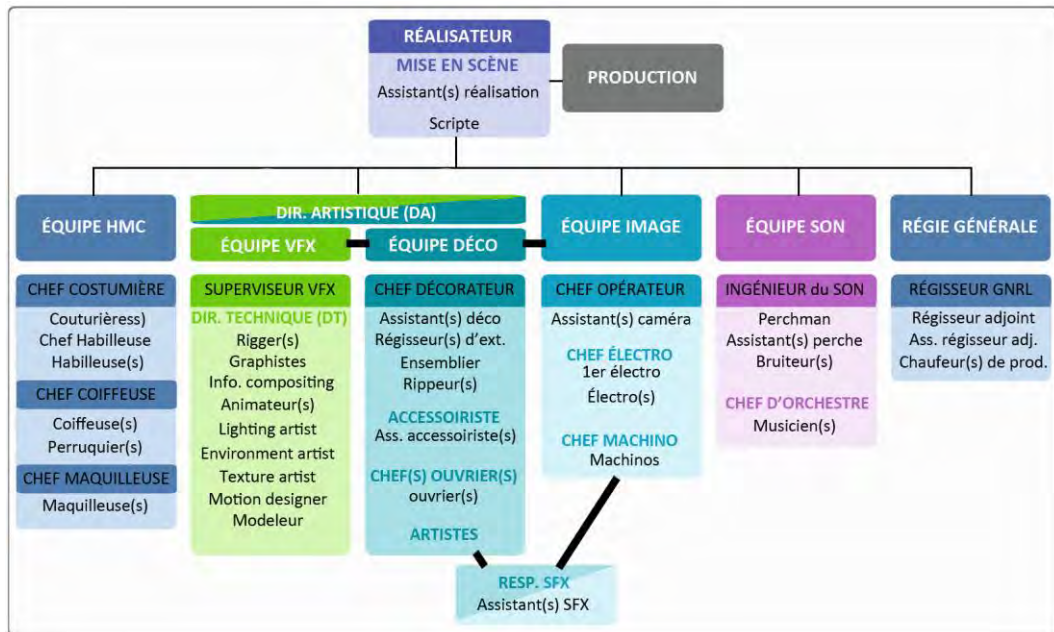 RÉALISATEUR
MISE EN SCÈNE
Assistant(s) réalisation
Scripte
PRODUCTION
ÉQUIPE HMC
CHEF COSTUMIÈRE
Couturièress)
Chef Habilleuse
Habilleuse(s)
CHEF COIFFEUSE
Coiffeuse(s)
Perruquier(s)
CHEF MAQUILLEUSE
Maquilleuse(s)
DIR. ARTISTIQUE (DA)
ÉQUIPE VFX
SUPERVISEUR VFX
DIR. TECHNIQUE (DT)
Rigger(s)
Graphistes
Info. compositing
Animateur(s)
Lighting artist
Environment artist
Texture artist
Motion designer
Modeleur
ÉQUIPE DÉCO
CHEF DÉCORATEUR
Assistant(s) déco
Régisseur(s) d'ext.
Ensemblier
Rippeur(s)
ACCESSOIRISTE
Ass. accessoiriste(s)
CHEF(S) OUVRIER(S)
ouvrier(s)
ARTISTES
ÉQUIPE IMAGE
CHEF OPÉRATEUR
Assistant(s) caméra
CHEF ÉLECTRO
1er électro
Électro(s)
CHEF MACHINO
Machinos
RESP. SFX
Assistant(s) SFX
ÉQUIPE SON
INGÉNIEUR du SON
Perchman
Assistant(s) perche
Bruiteur(s)
CHEF D'ORCHESTRE
Musicien(s)
RÉGIE GÉNÉRALE
RÉGISSEUR GNRL
Régisseur adjoint
Ass. régisseur adj.
Chaufeur(s) de prod.